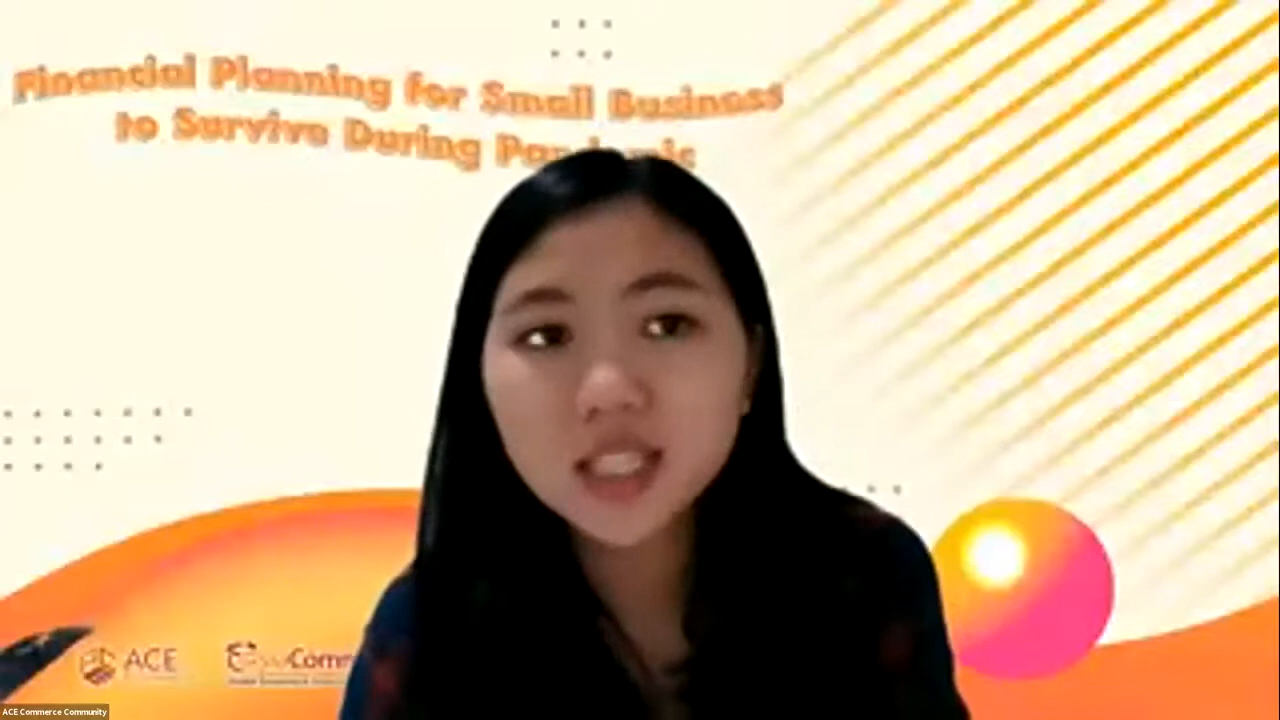 Financial Planning for Small Business
to Survive During
ACE
ACE Commerce Community